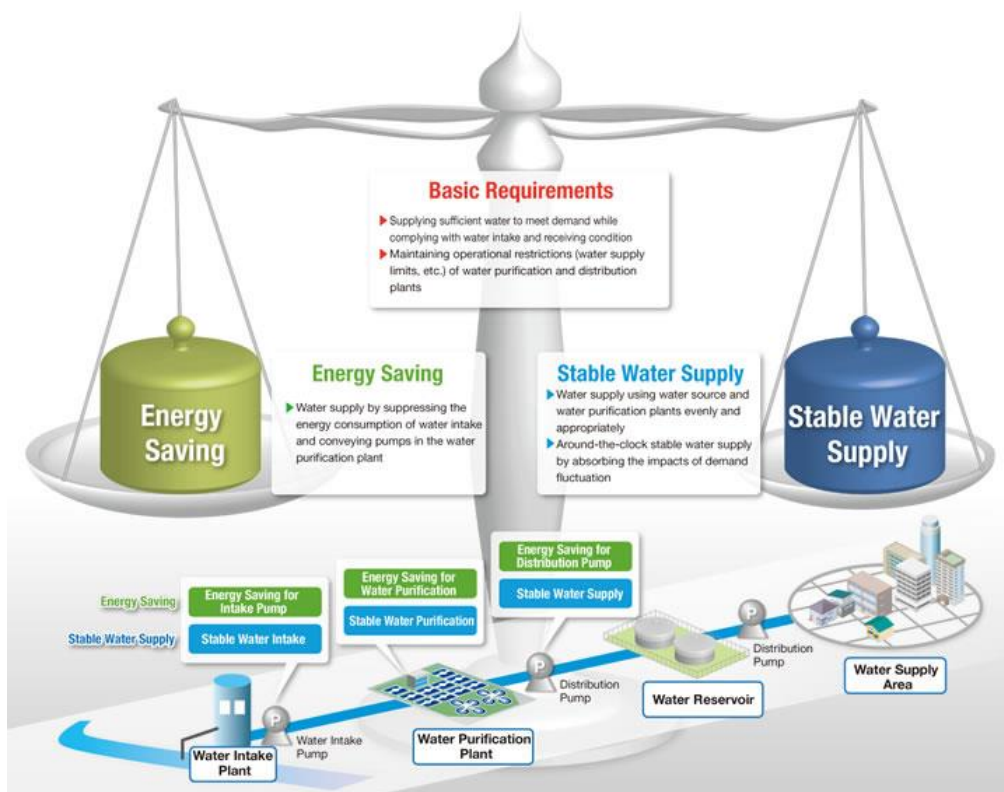 Basic Requirements
Supplying sufficient water to meet demand while
complying with water intake and receiving condition
Maintaining operational restrictions (water supply
limits, etc.) of water purification and distribution
plants
Energy
Saving
Energy Saving
Water supply by suppressing the
energy consumption of water intake
and conveying pumps in the water
purification plant
Stable Water Supply
Water supply using water source and
water purification plants evenly and
appropriately
Around-the-clock stable water supply
by absorbing the impacts of demand
fluctuation
Stable Water
Supply
Energy Saving
Stable Water Supply
Energy Saving for
Intake Pump
Stable Water Intake
Energy Saving for
Water Purification
Stable Water Purification
Energy Saving for
Distribution Pump
Stable Water Supply
P
Water Intake
Pump
Water Intake
Plant
Water Purification
Plant
P
Distribution
Pump
Water Reservoir
P
Distribution
Pump
Water Supply
Area